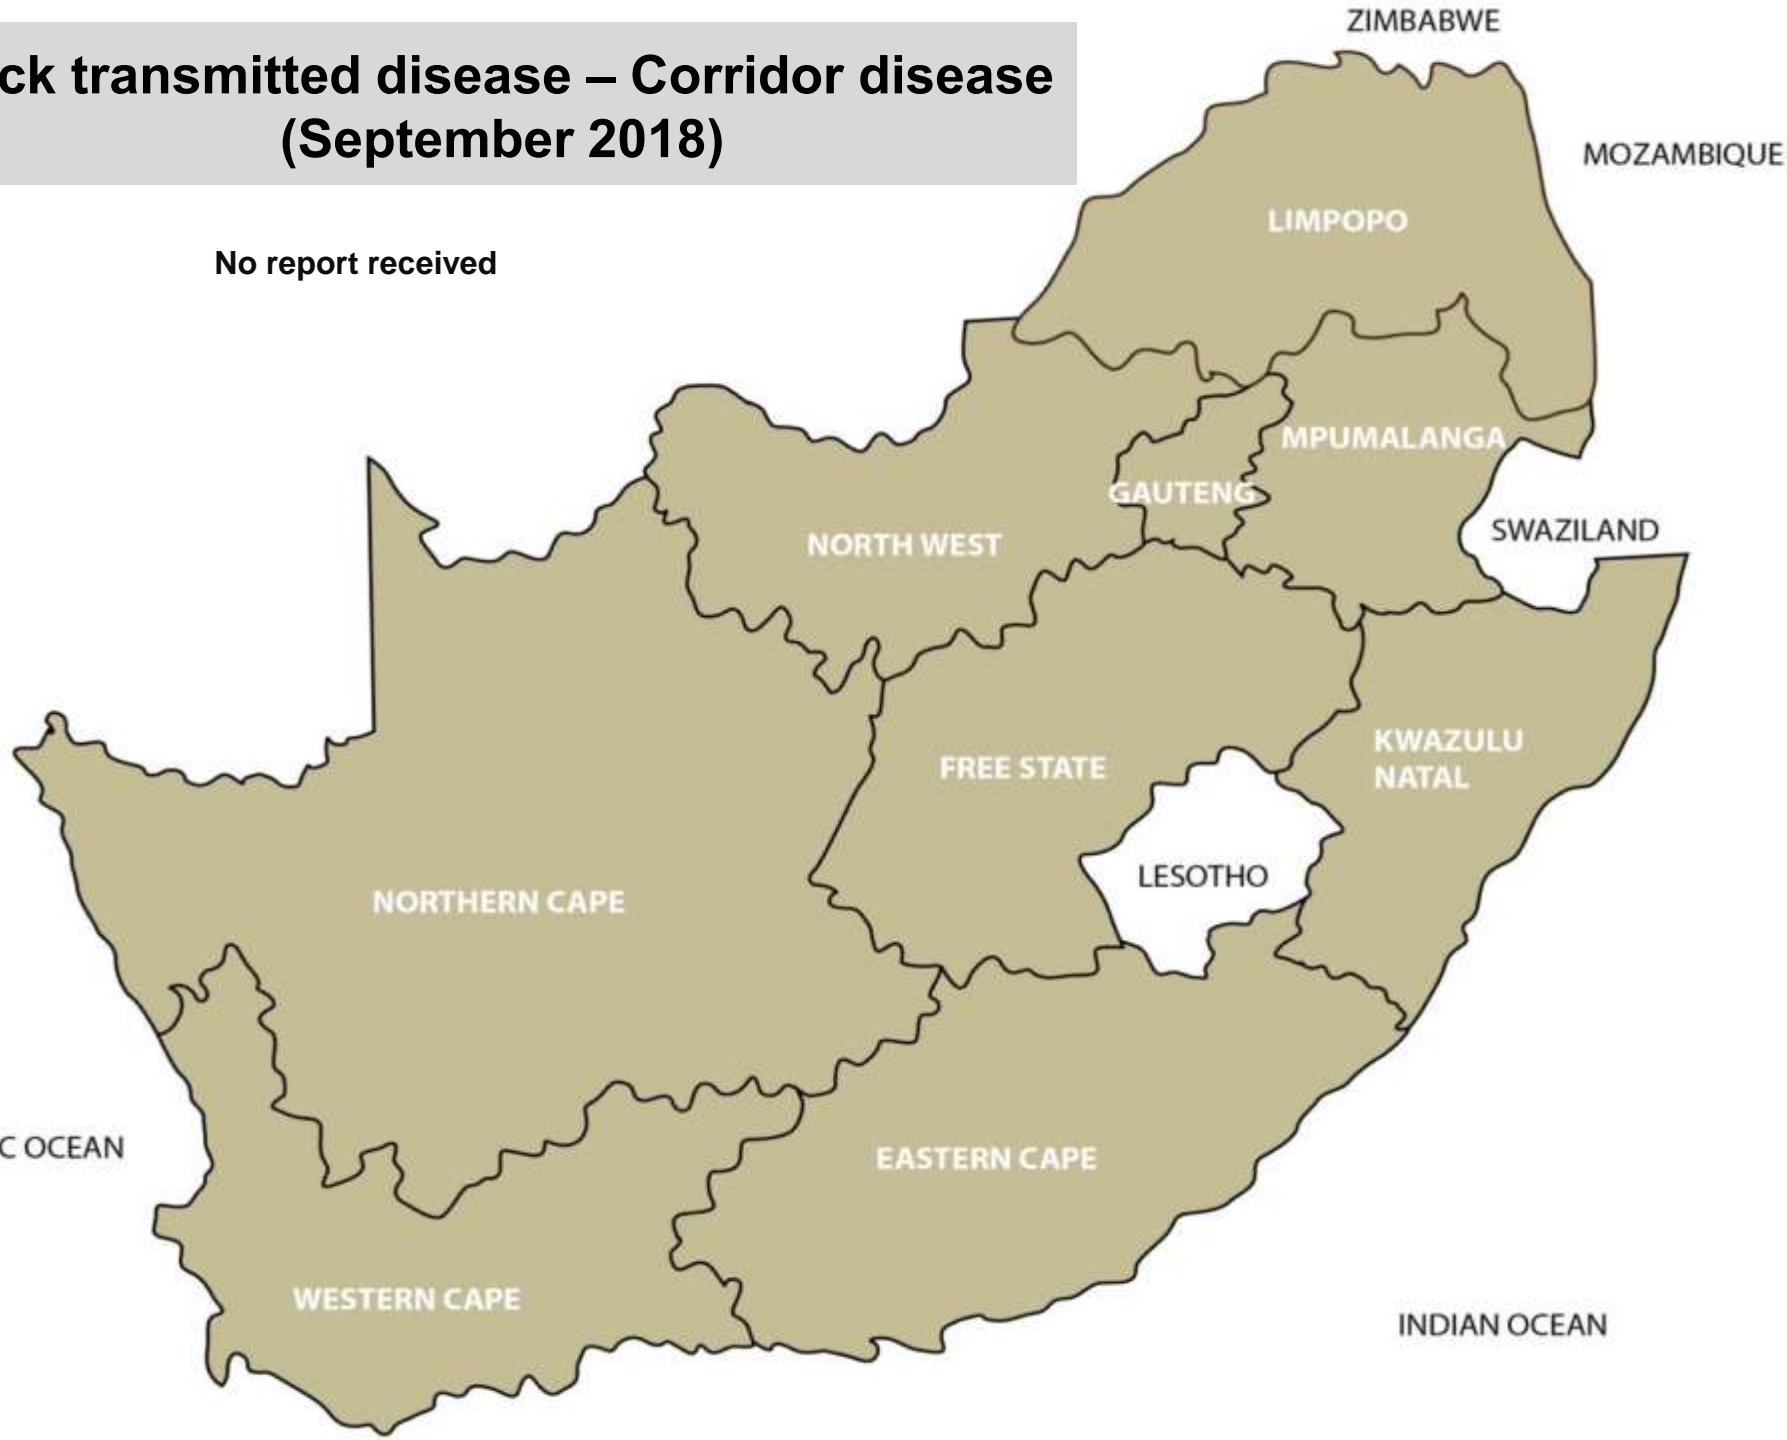 ck transmitted disease – Corridor disease
(September 2018)
No report received
ZIMBABWE
MOZAMBIQUE
LIMPOPO
MPUMALANGA
GAUTENG
NORTH WEST
SWAZILAND
FREE STATE
KWAZULU
NATAL
LESOTHO
NORTHERN CAPE
C OCEAN
EASTERN CAPE
WESTERN CAPE
INDIAN OCEAN